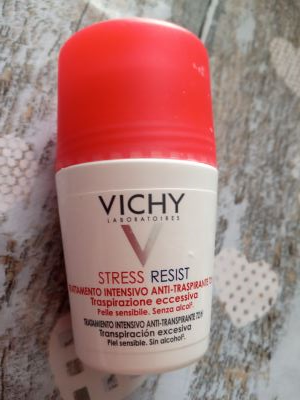 VICHY
LABORATOIRES
STRESS RESIST
TRATTAMENTO INTENSIVO ANTI-TRASPIRANTE
Traspirazione eccessiva
Pelle sensibile. Senza alcol*.
TRATAMIENTO INTENSIVO ANTI-TRANSPIRANTE 72H
Transpiración excesiva
Piel sensible. Sin alcohol*.